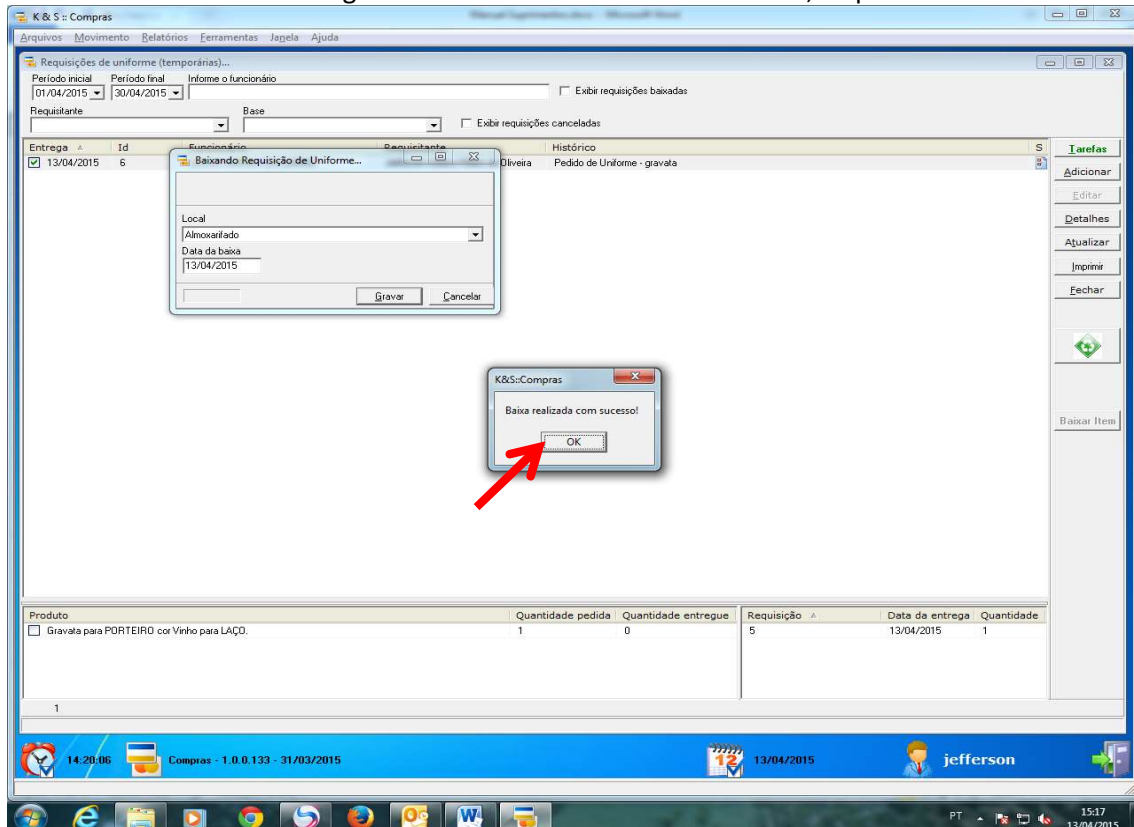 K & S :: Compras
Arquivos Movimento Relatórios Ferramentas Janela Ajuda
Requisições de uniforme (temporárias)...
Período inicial Período final Informe o funcionário
01/04/2015 30/04/2015 Exibir requisições baixadas
Requisitante Base
Exibir requisições canceladas
Entrega Id Funcionário Requisitante Histórico S
13/04/2015 6 Oliveira Pedido de Uniforme - gravata
Baixando Requisição de Uniforme...
Local
Almoxarifado
Data da baixa
13/04/2015
Gravar Cancelar
Tarefas
Adicionar
Editar
Detalhes
Atualizar
Imprimir
Fechar
Baixar Item
K&S::Compras
Baixa realizada com sucesso!
OK
Produto Quantidade pedida Quantidade entregue Requisição Data da entrega Quantidade
Gravata para PORTEIRO cor Vinho para LAÇO. 1 0 5 13/04/2015 1
1
14:20:06 Compras - 1.0.0.133 - 31/03/2015 12 13/04/2015 jefferson
PT 15:17
13/04/2015